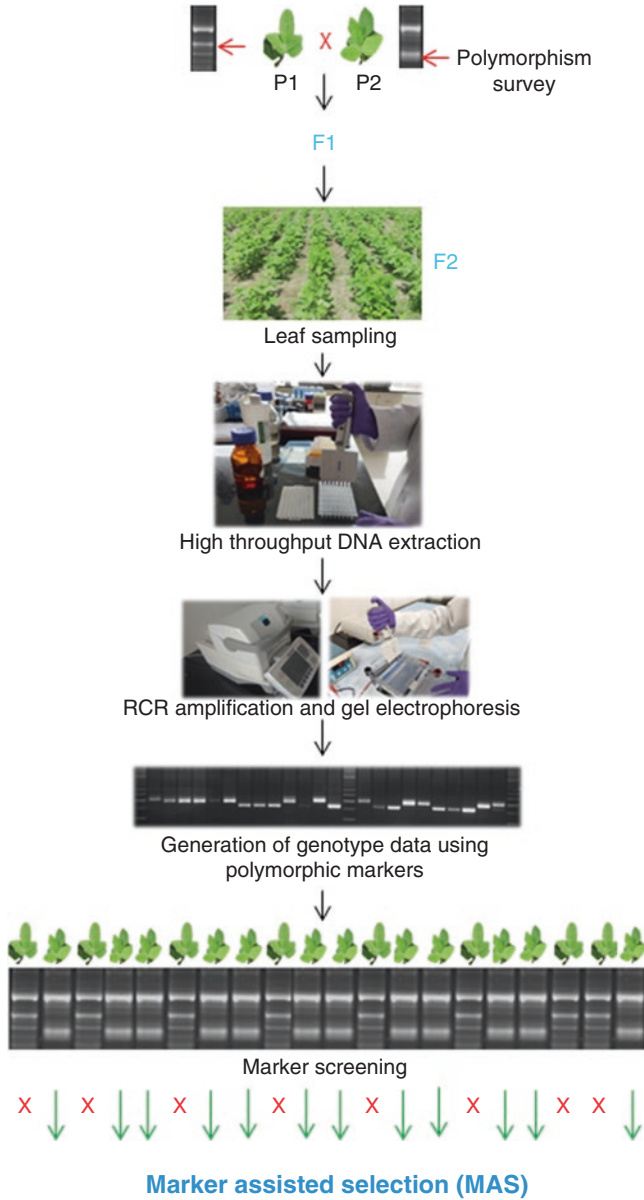 X
P1
P2
Polymorphism
survey
F1
F2
Leaf sampling
High throughput DNA extraction
RCR amplification and gel electrophoresis
Generation of genotype data using
polymorphic markers
Marker screening
X X X X X X X X
Marker assisted selection (MAS)